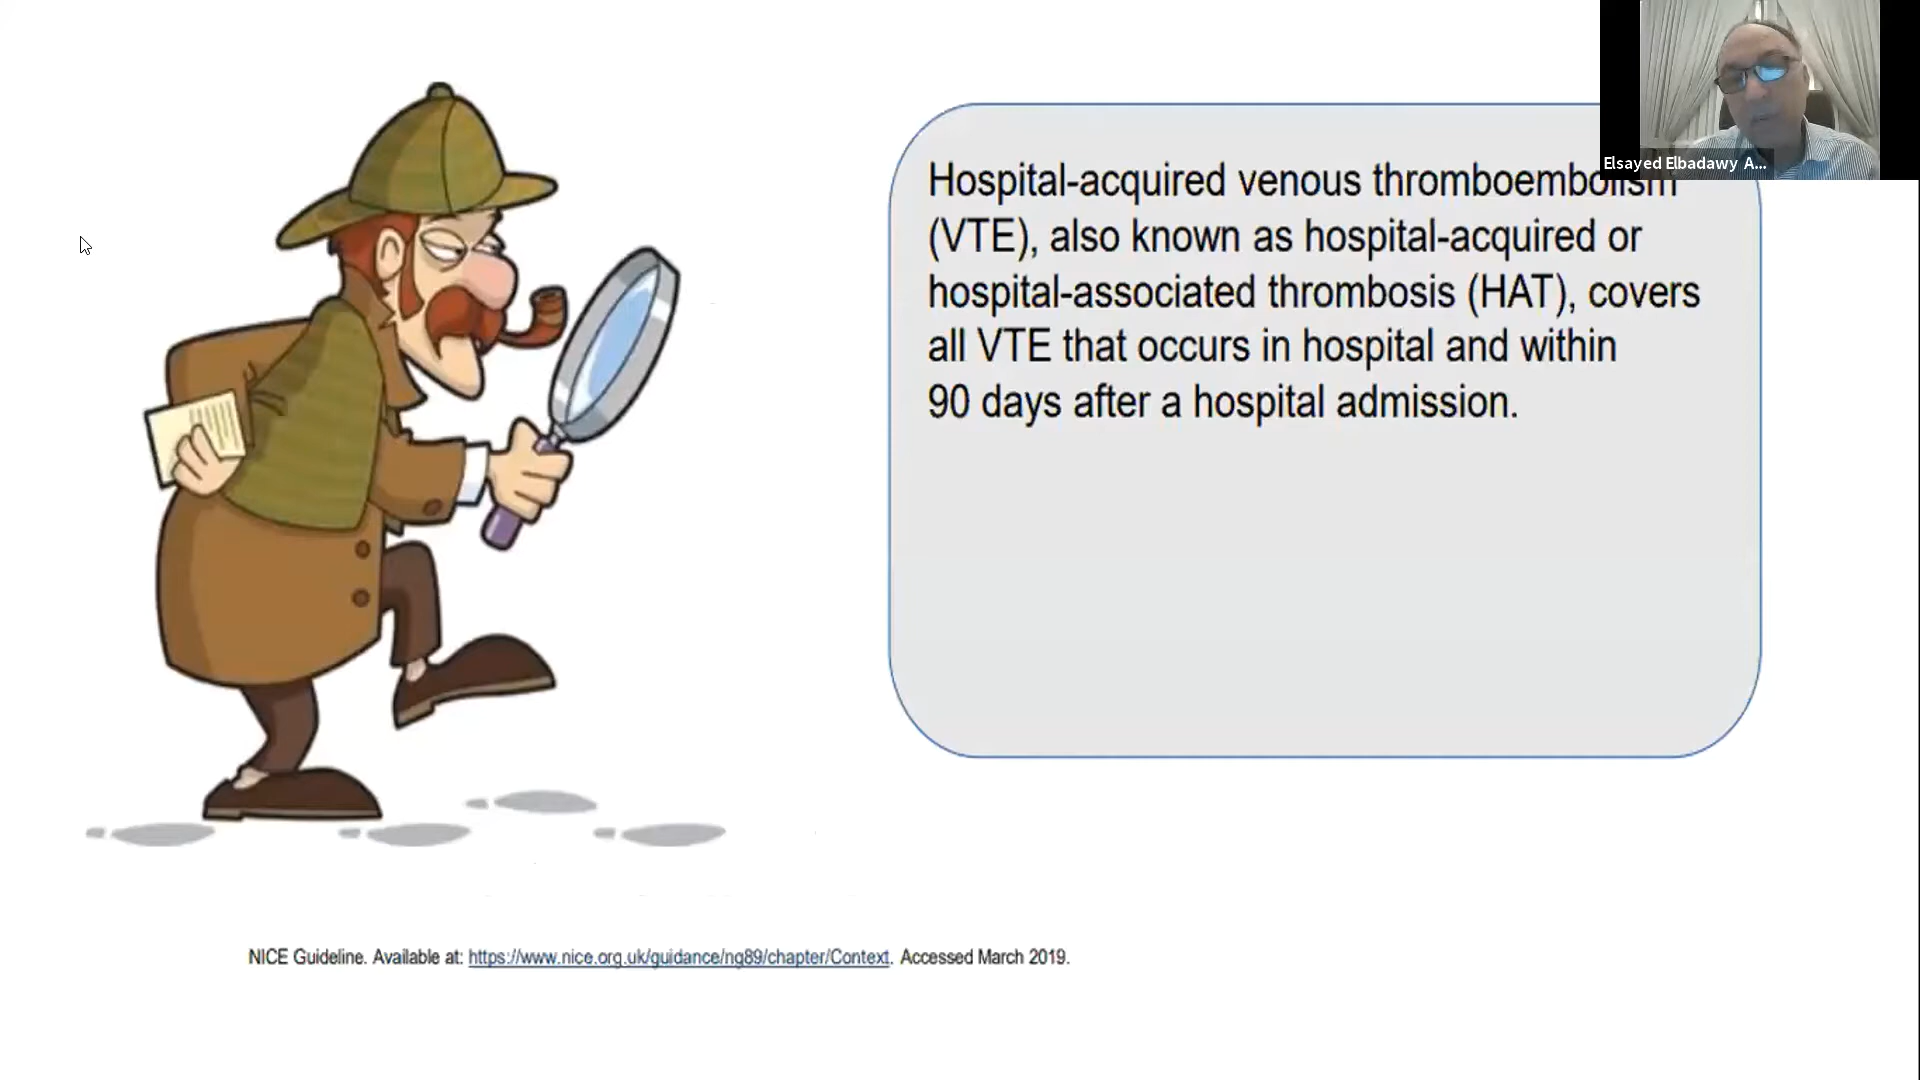 Elsayed Elbadawy A...
Hospital-acquired venous thromboembolism
(VTE), also known as hospital-acquired or
hospital-associated thrombosis (HAT), covers
all VTE that occurs in hospital and within
90 days after a hospital admission.
NICE Guideline. Available at: https://www.nice.org.uk/guidance/ng89/chapter/Context. Accessed March 2019.